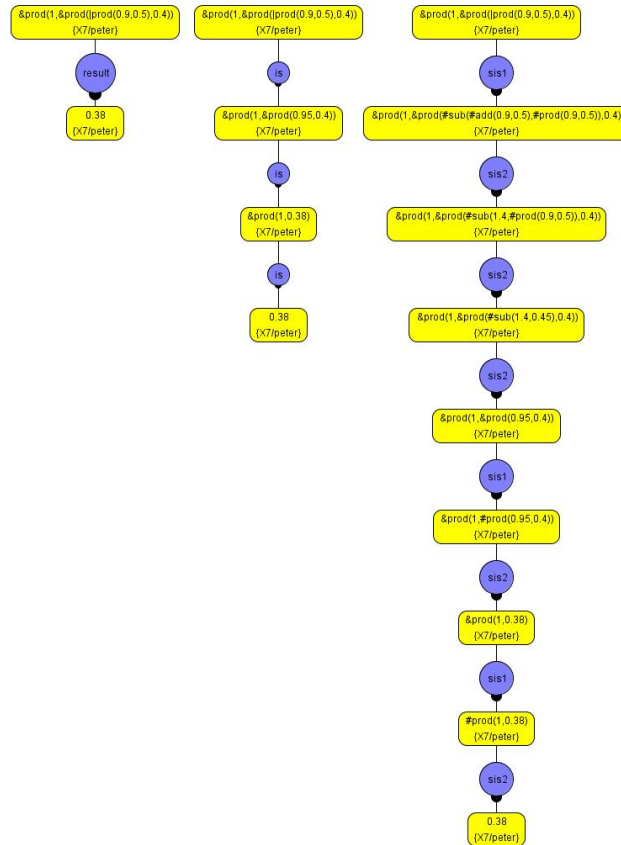 &prod(1,&prod(|prod(0.9,0.5),0.4))
{X7/peter}
result
0.38
{X7/peter}
&prod(1,&prod(|prod(0.9,0.5),0.4))
{X7/peter}
is
&prod(1,&prod(0.95,0.4))
{X7/peter}
is
&prod(1,0.38)
{X7/peter}
is
0.38
{X7/peter}
&prod(1,&prod(|prod(0.9,0.5),0.4))
{X7/peter}
sis1
&prod(1,&prod(#sub(#add(0.9,0.5),#prod(0.9,0.5)),0.4))
{X7/peter}
sis2
&prod(1,&prod(#sub(1.4,#prod(0.9,0.5)),0.4))
{X7/peter}
sis2
&prod(1,&prod(#sub(1.4,0.45),0.4))
{X7/peter}
sis2
&prod(1,&prod(0.95,0.4))
{X7/peter}
sis1
&prod(1,#prod(0.95,0.4))
{X7/peter}
sis2
&prod(1,0.38)
{X7/peter}
sis1
#prod(1,0.38)
{X7/peter}
sis2
0.38
{X7/peter}